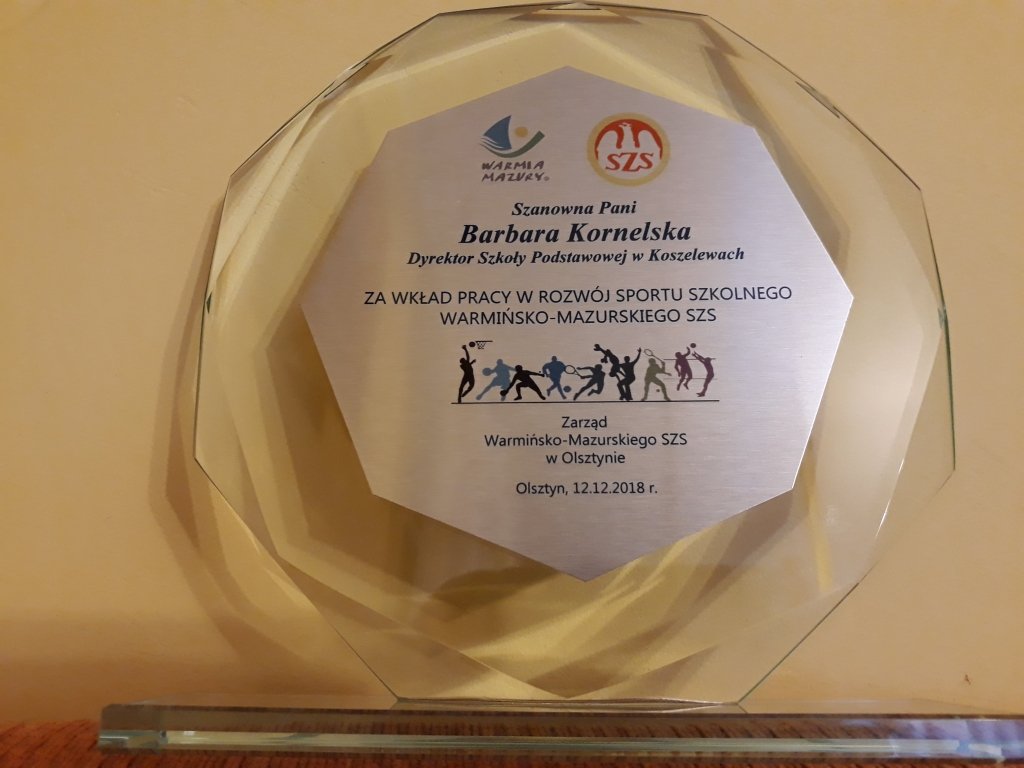 WARMIA
MAZURY
SZS
Szanowna Pani
Barbara Kornelska
Dyrektor Szkoły Podstawowej w Koszelewach
ZA WKŁAD PRACY W ROZWÓJ SPORTU SZKOLNEGO
WARMIŃSKO-MAZURSKIEGO SZS
Zarząd
Warmińsko-Mazurskiego SZS
w Olsztynie
Olsztyn, 12.12.2018 r.